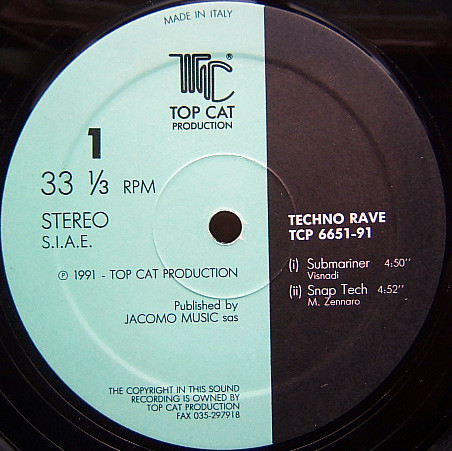 MADE IN ITALY
TC®
TOP CAT
PRODUCTION
1
33 ⅓ RPM
STEREO
S.I.A.E.
℗ 1991 - TOP CAT PRODUCTION
Published by
JACOMO MUSIC sas
THE COPYRIGHT IN THIS SOUND
RECORDING IS OWNED BY
TOP CAT PRODUCTION
FAX 035-297918
TECHNO RAVE
TCP 6651-91
(i) Submariner 4:50"
Visnadi
(ii) Snap Tech 4:52"
M. Zennaro